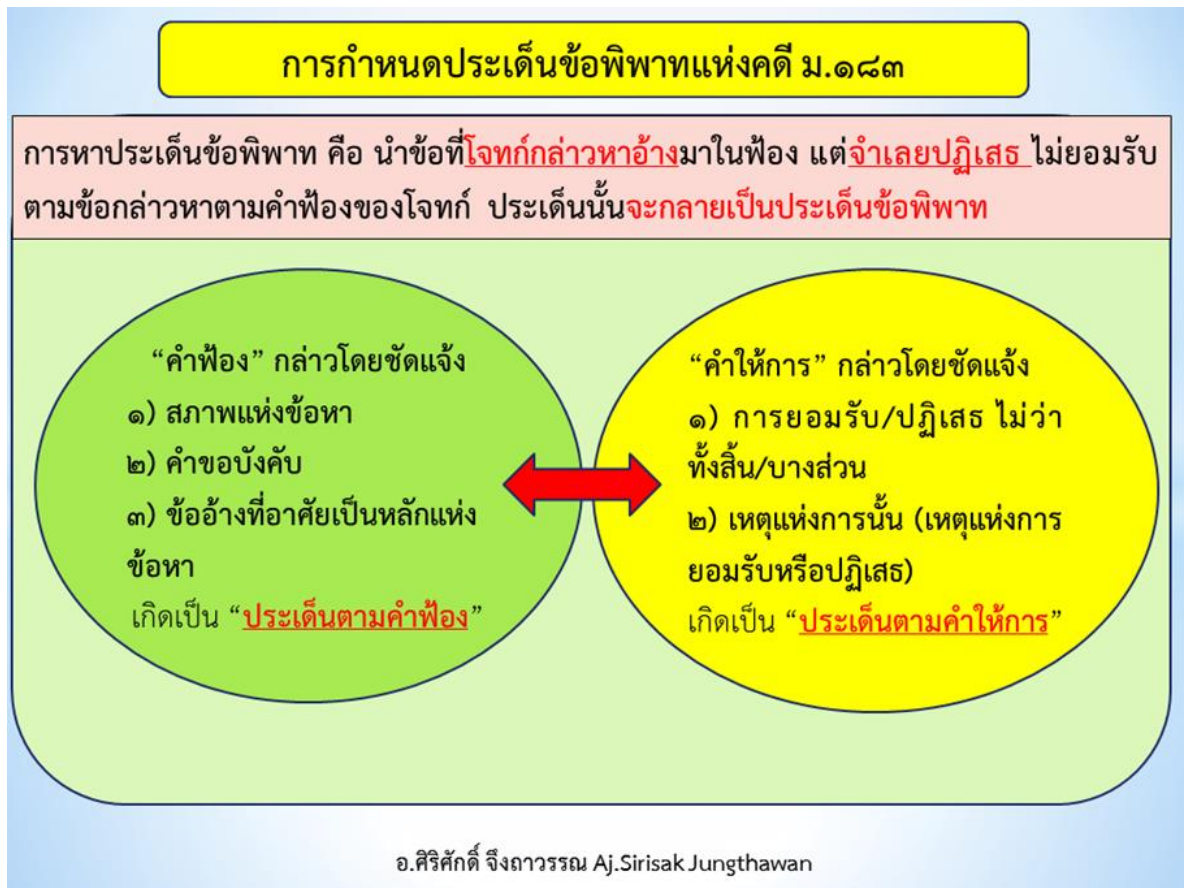 การกำหนดประเด็นข้อพิพาทแห่งคดี ม.๑๘๓
การหาประเด็นข้อพิพาท คือ นำข้อที่โจทก์กล่าวหาอ้างมาในฟ้อง แต่จำเลยปฏิเสธ ไม่ยอมรับ
ตามข้อกล่าวหาตามคำฟ้องของโจทก์ ประเด็นนั้นจะกลายเป็นประเด็นข้อพิพาท
“คำฟ้อง” กล่าวโดยชัดแจ้ง
๑) สภาพแห่งข้อหา
๒) คำขอบังคับ
๓) ข้ออ้างที่อาศัยเป็นหลักแห่ง
ข้อหา
เกิดเป็น “ประเด็นตามคำฟ้อง”
“คำให้การ” กล่าวโดยชัดแจ้ง
๑) การยอมรับ/ปฏิเสธ ไม่ว่า
ทั้งสิ้น/บางส่วน
๒) เหตุแห่งการนั้น (เหตุแห่งการ
ยอมรับหรือปฏิเสธ)
เกิดเป็น “ประเด็นตามคำให้การ”
อ.ศิริศักดิ์ จึงถาวรรณ Aj.Sirisak Jungthawan